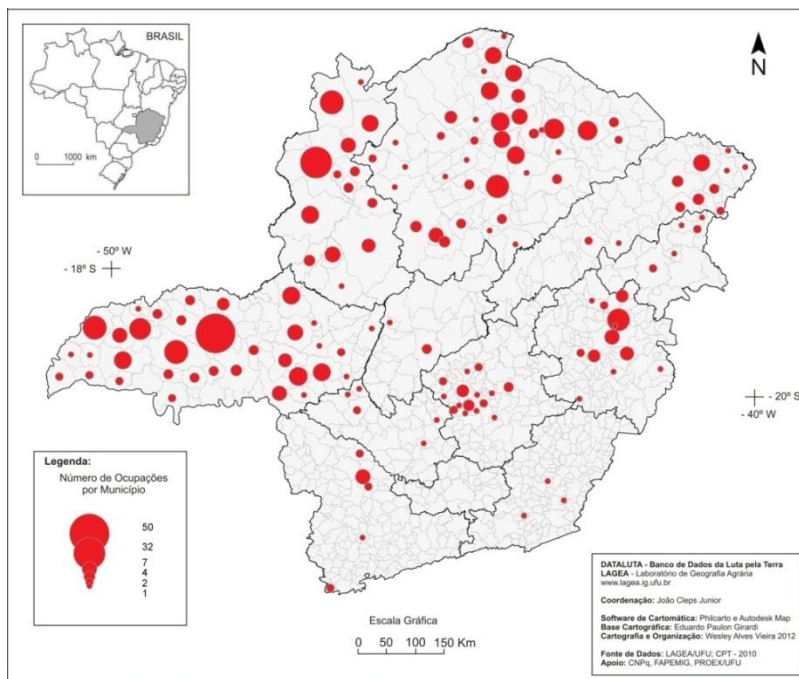 BRASIL
0 1000 km
N
- 50º W
- 18º S
- 20º S
- 40º W
Legenda:
Número de Ocupações
por Município
50
32
7
4
2
1
Escala Gráfica
0 50 100 150 Km
DATALUTA - Banco de Dados da Luta pela Terra
LAGEA - Laboratório de Geografia Agrária
www.lagea.ig.ufu.br
Coordenação: João Cleps Junior
Software de Cartomática: Philcarto e Autodesk Map
Base Cartográfica: Eduardo Paulon Girardi
Cartografia e Organização: Wesley Alves Vieira 2012
Fonte de Dados: LAGEA/UFU; CPT - 2010
Apoio: CNPq, FAPEMIG, PROEX/UFU